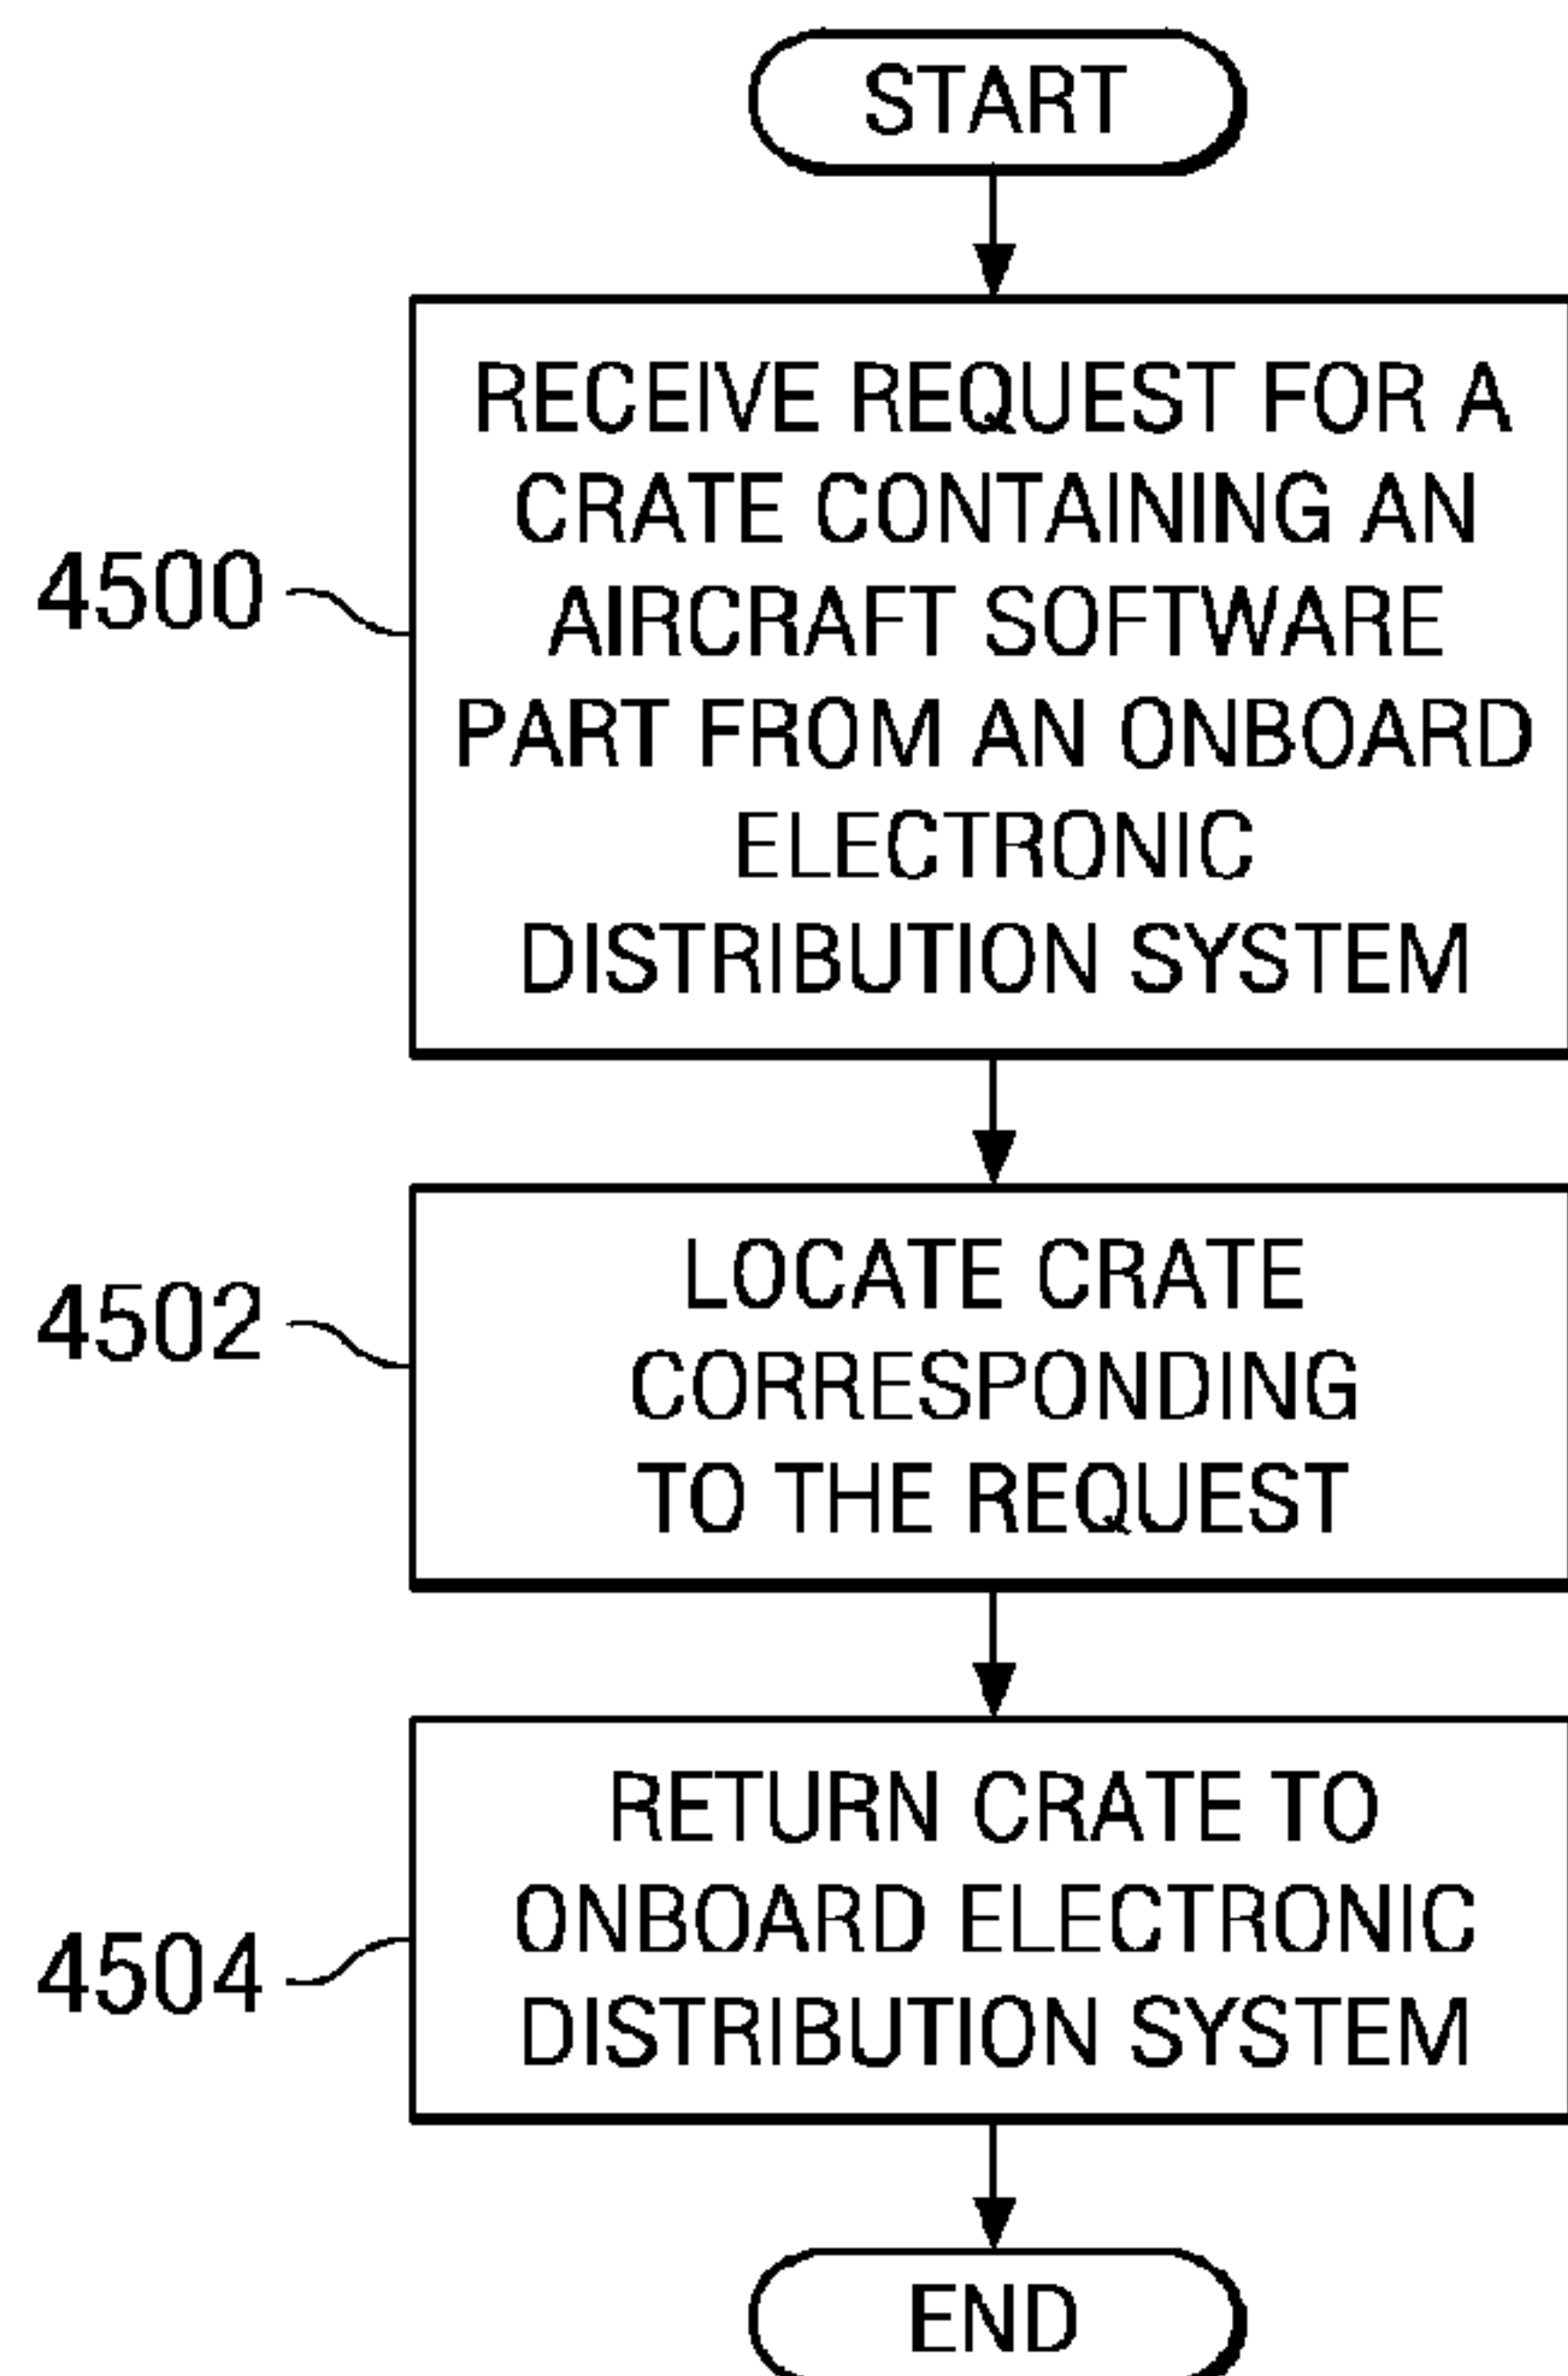 START
4500
RECEIVE REQUEST FOR A
CRATE CONTAINING AN
AIRCRAFT SOFTWARE
PART FROM AN ONBOARD
ELECTRONIC
DISTRIBUTION SYSTEM
4502
LOCATE CRATE
CORRESPONDING
TO THE REQUEST
4504
RETURN CRATE TO
ONBOARD ELECTRONIC
DISTRIBUTION SYSTEM
END